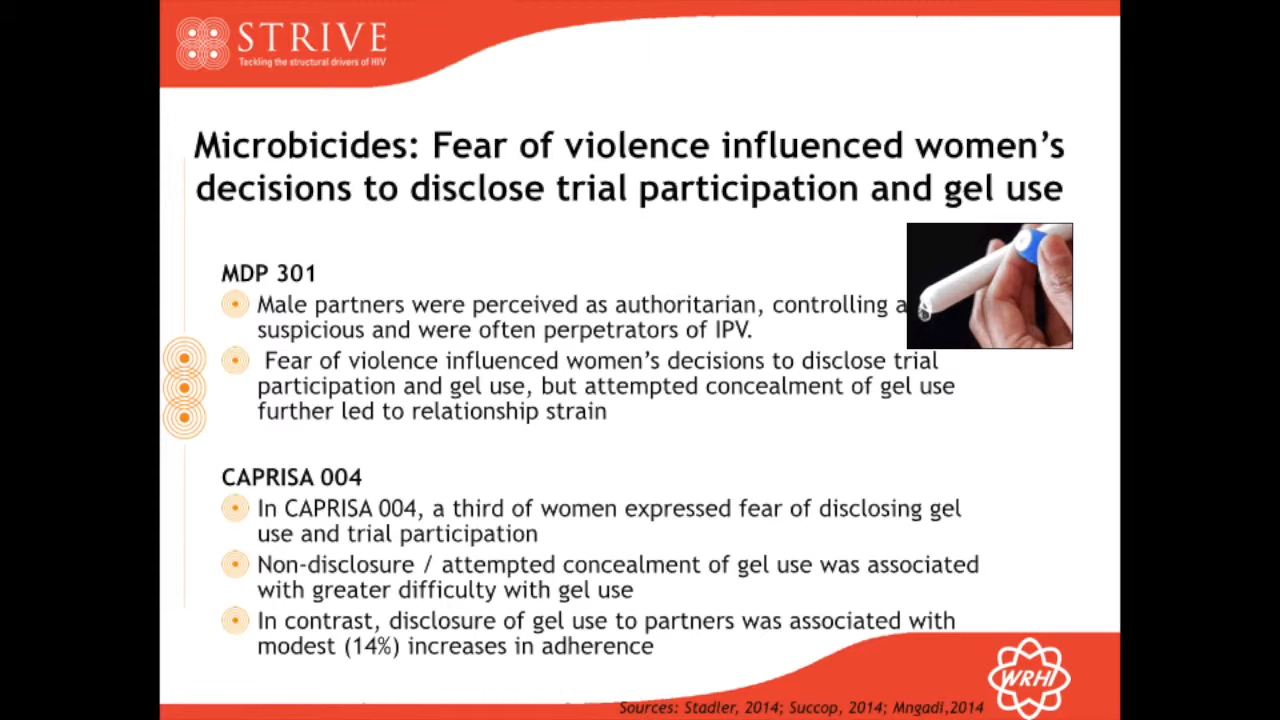 STRIVE
Tackling the structural drivers of HIV
Microbicides: Fear of violence influenced women's
decisions to disclose trial participation and gel use
MDP 301
Male partners were perceived as authoritarian, controlling a
suspicious and were often perpetrators of IPV.
Fear of violence influenced women's decisions to disclose trial
participation and gel use, but attempted concealment of gel use
further led to relationship strain
CAPRISA 004
In CAPRISA 004, a third of women expressed fear of disclosing gel
use and trial participation
Non-disclosure / attempted concealment of gel use was associated
with greater difficulty with gel use
In contrast, disclosure of gel use to partners was associated with
modest (14%) increases in adherence
WRHI
Sources: Stadler, 2014; Succop, 2014; Mngadi,2014